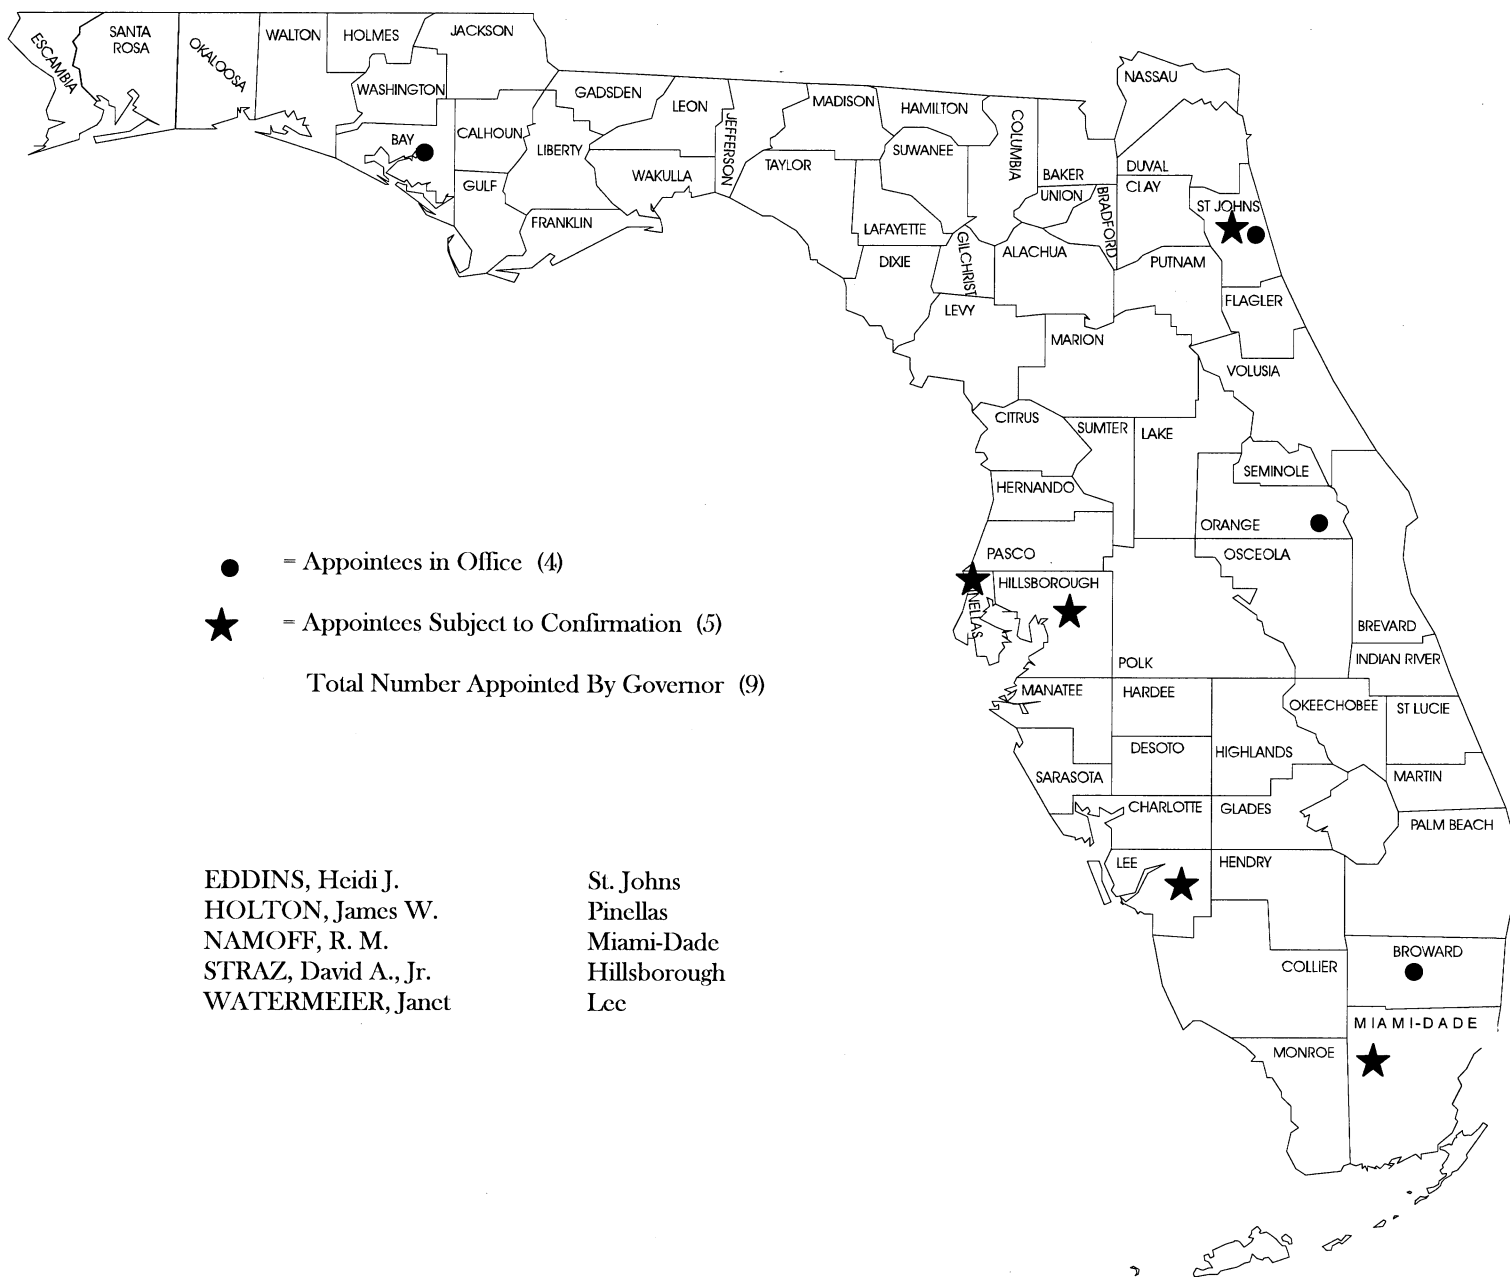 ESCAMBIA
SANTA
ROSA
OKALOOSA
WALTON
HOLMES
JACKSON
WASHINGTON
BAY
CALHOUN
GULF
GADSDEN
LIBERTY
FRANKLIN
LEON
WAKULLA
JEFFERSON
MADISON
TAYLOR
HAMILTON
SUWANEE
LAFAYETTE
DIXIE
COLUMBIA
GILCHRIST
LEVY
BAKER
UNION
BRADFORD
ALACHUA
NASSAU
DUVAL
CLAY
ST JOHNS
PUTNAM
FLAGLER
MARION
VOLUSIA
CITRUS
SUMTER
LAKE
SEMINOLE
HERNANDO
ORANGE
PASCO
OSCEOLA
HILLSBOROUGH
NELLAS
BREVARD
POLK
INDIAN RIVER
MANATEE
HARDEE
OKEECHOBEE
ST LUCIE
DESOTO
HIGHLANDS
SARASOTA
MARTIN
CHARLOTTE
GLADES
PALM BEACH
LEE
HENDRY
BROWARD
COLLIER
MIAMI-DADE
MONROE
= Appointees in Office (4)
= Appointees Subject to Confirmation (5)
Total Number Appointed By Governor (9)
EDDINS, Heidi J. St. Johns
HOLTON, James W. Pinellas
NAMOFF, R. M. Miami-Dade
STRAZ, David A., Jr. Hillsborough
WATERMEIER, Janet Lee